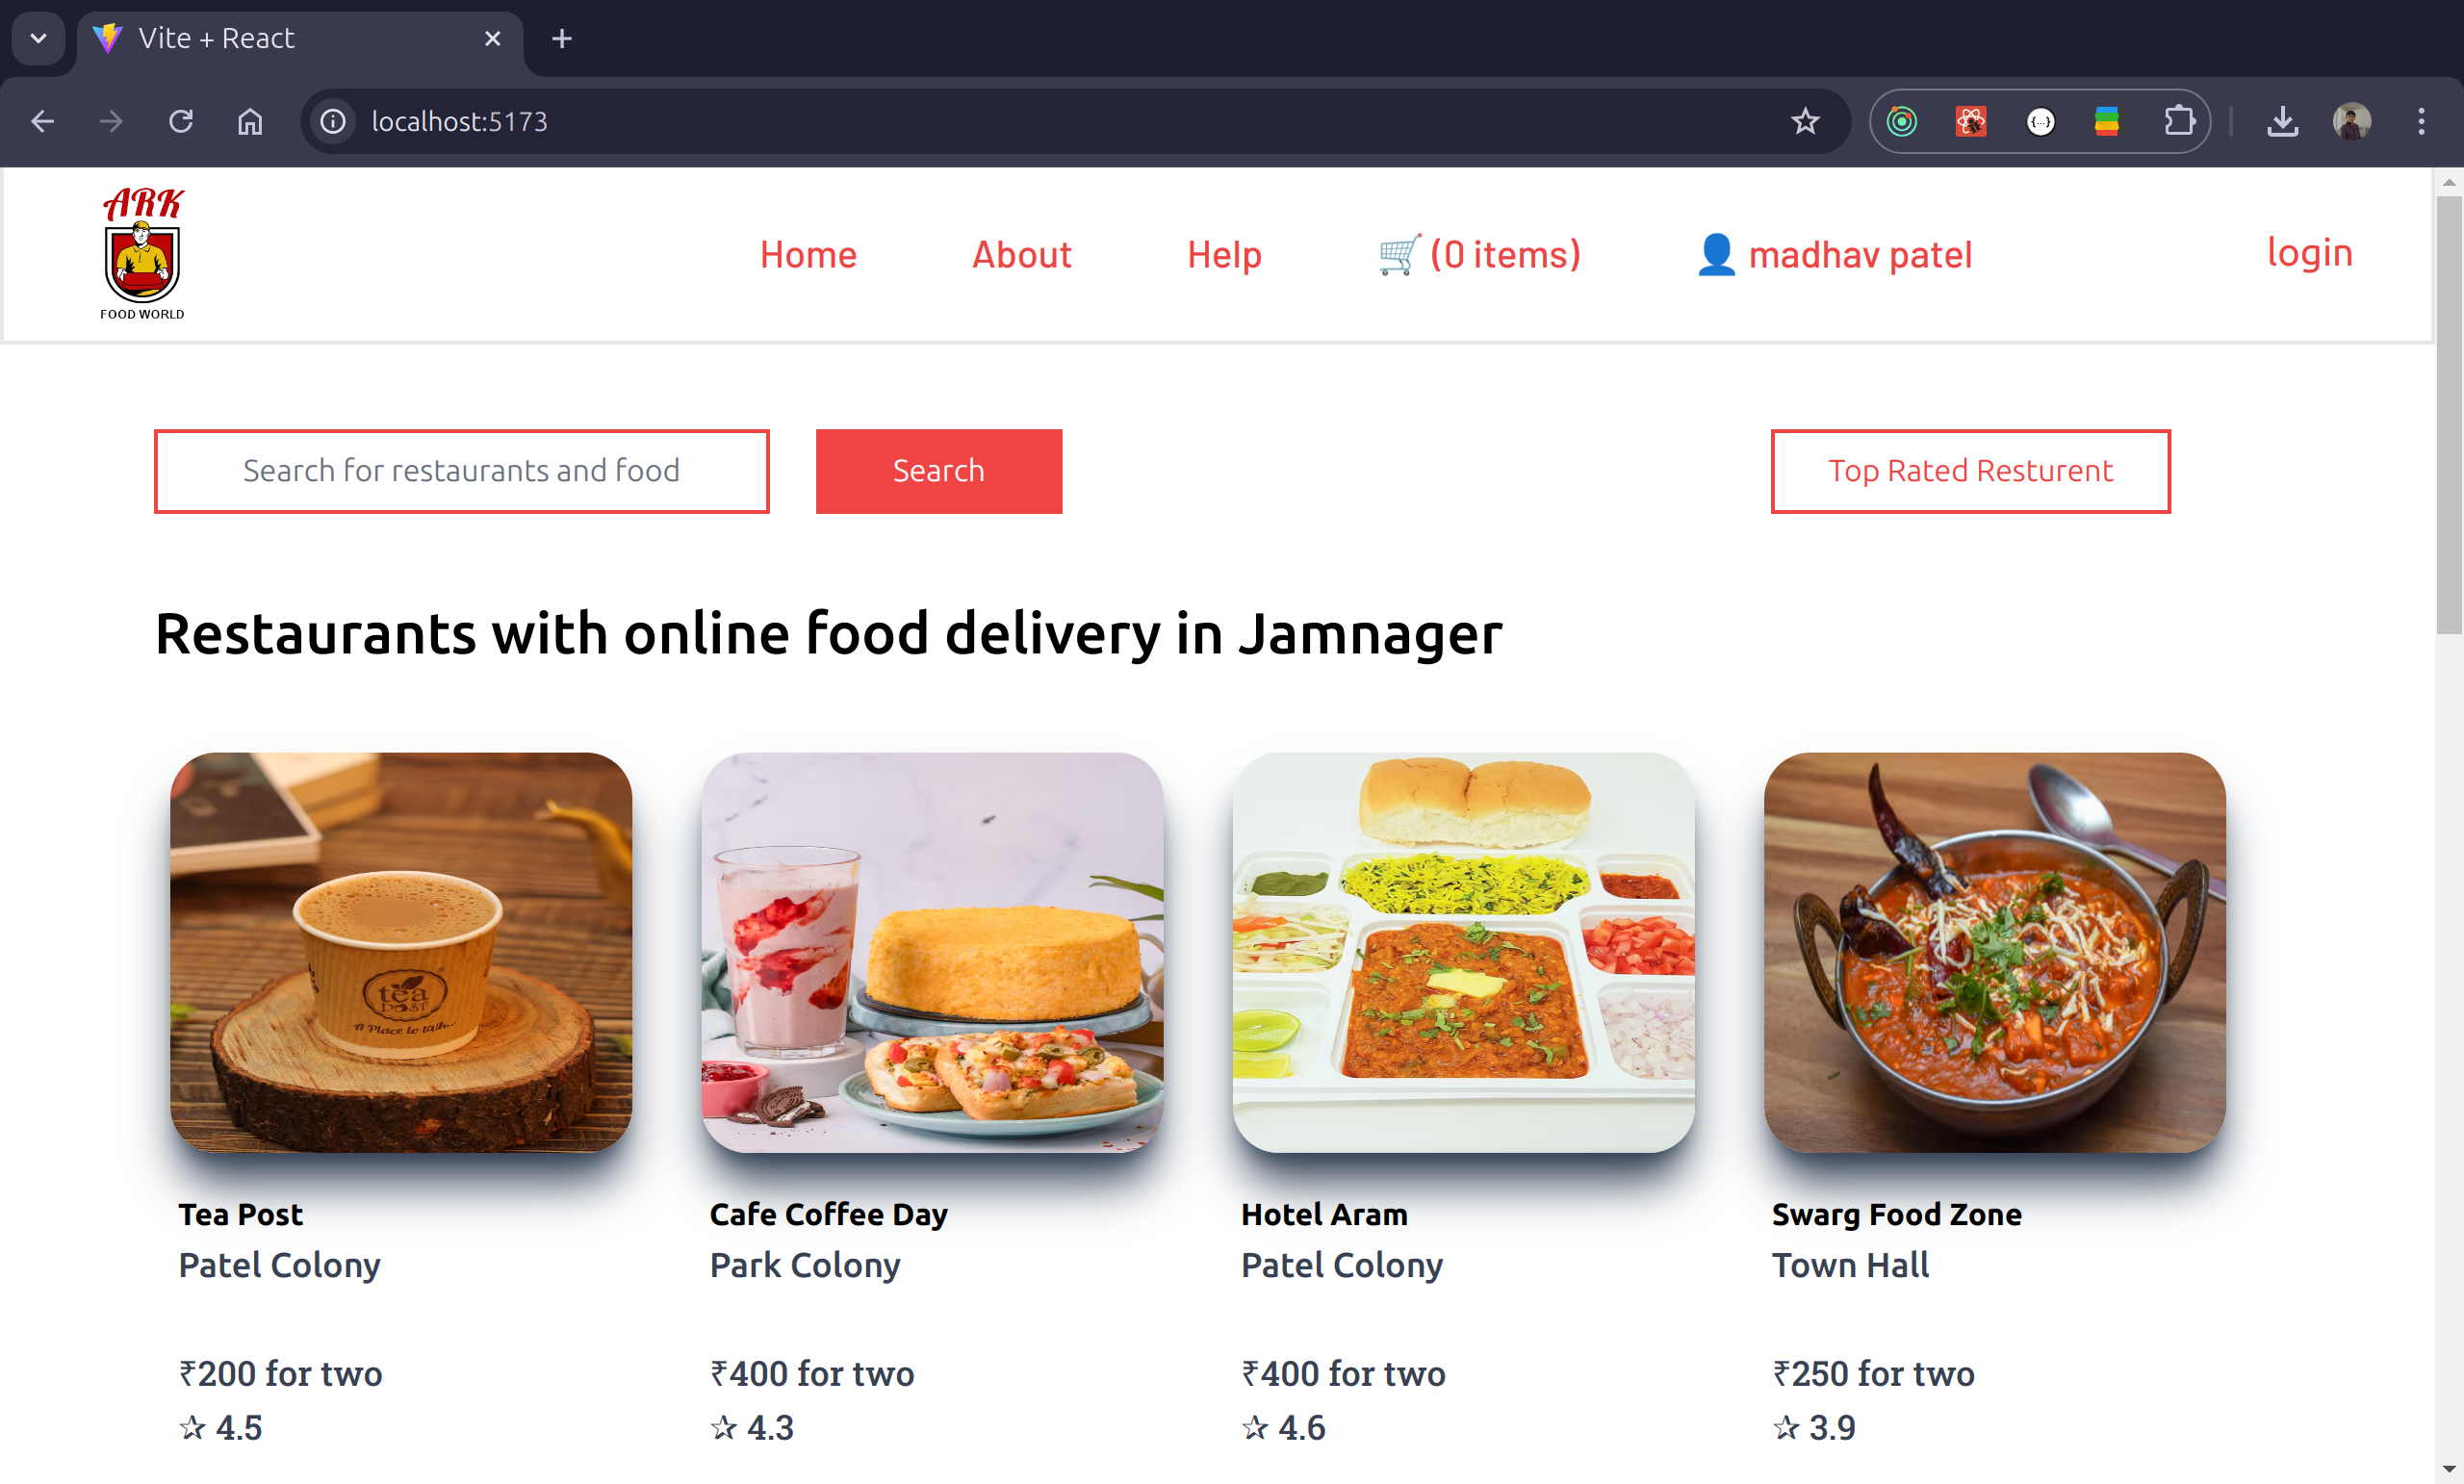 Vite + React
localhost:5173
ARK
FOOD WORLD
Home
About
Help
🛒 (0 items)
👤 madhav patel
login
Search for restaurants and food
Search
Top Rated Resturent
Restaurants with online food delivery in Jamnager
tea
POST
A Place to talk...
Tea Post
Patel Colony
₹200 for two
☆ 4.5
Cafe Coffee Day
Park Colony
₹400 for two
☆ 4.3
Hotel Aram
Patel Colony
₹400 for two
☆ 4.6
Swarg Food Zone
Town Hall
₹250 for two
☆ 3.9